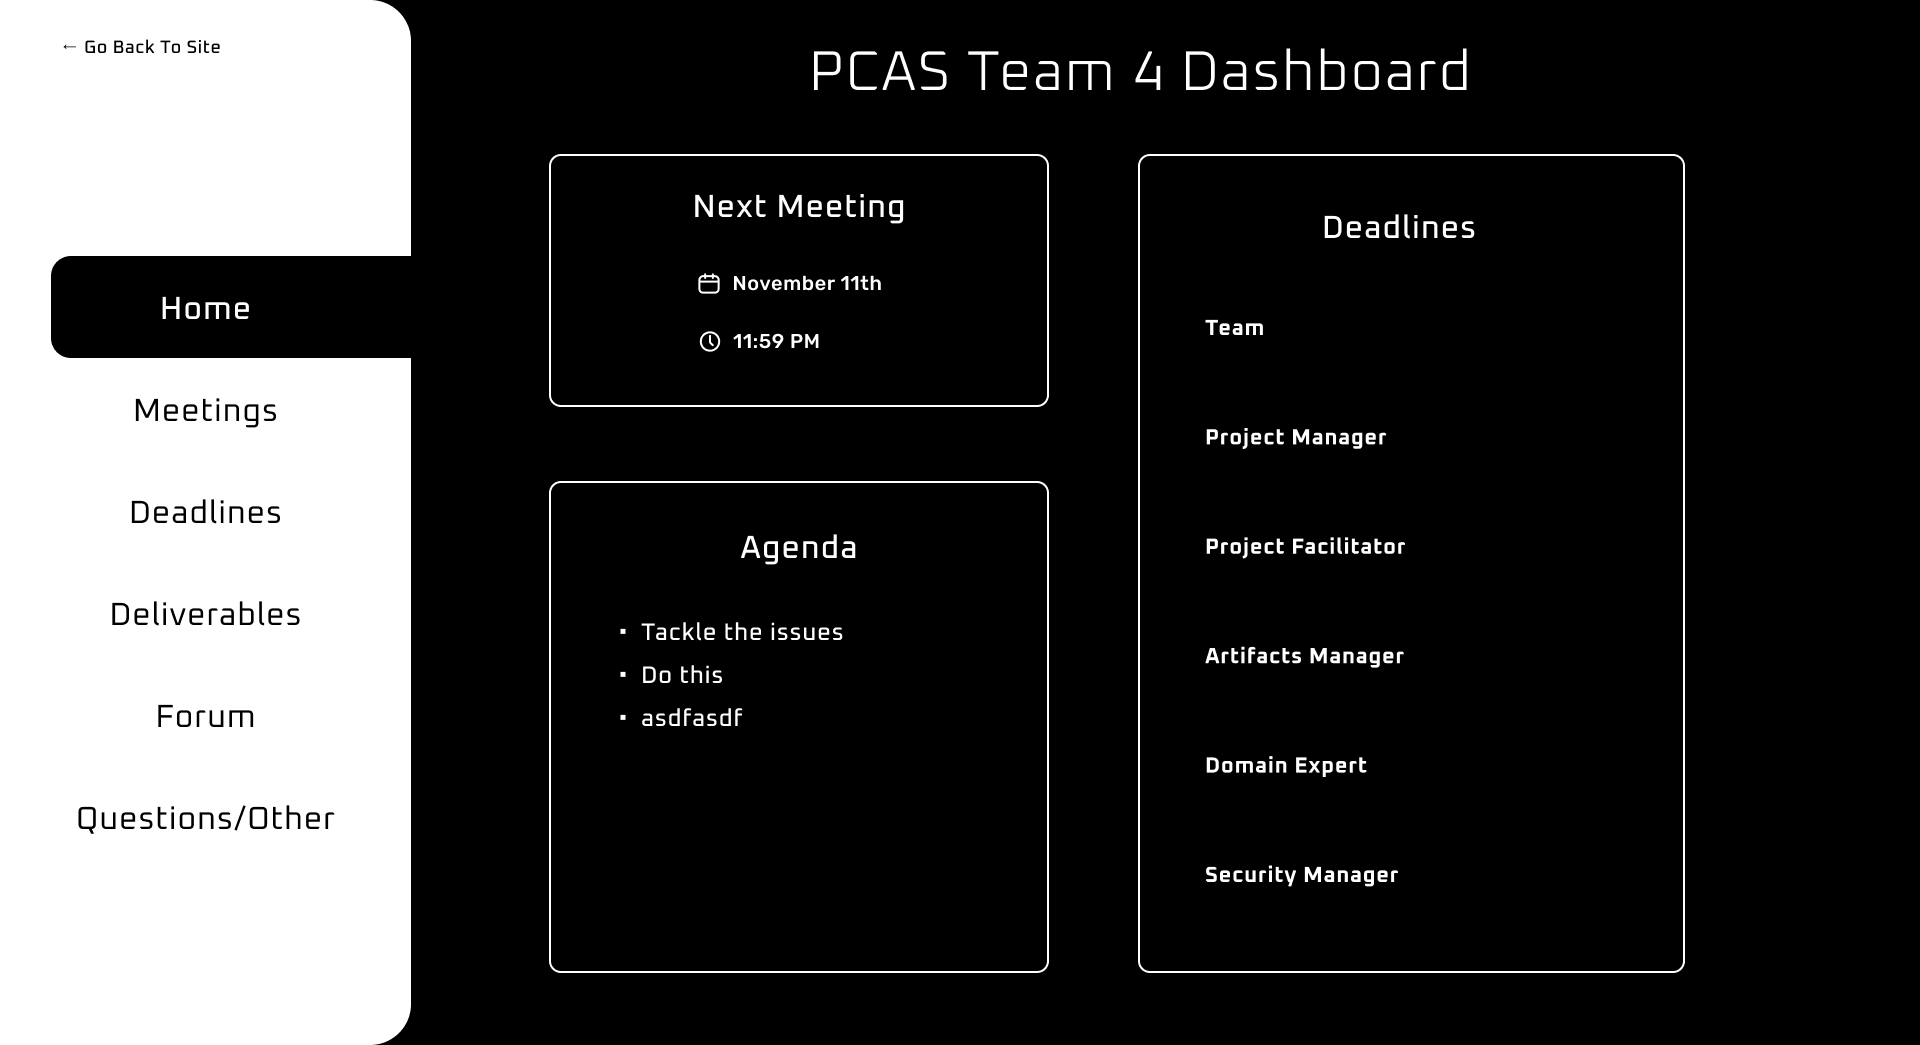 ← Go Back To Site
Home
Meetings
Deadlines
Deliverables
Forum
Questions/Other
PCAS Team 4 Dashboard
Next Meeting
November 11th
11:59 PM
Agenda
▪ Tackle the issues
▪ Do this
▪ asdfasdf
Deadlines
Team
Project Manager
Project Facilitator
Artifacts Manager
Domain Expert
Security Manager